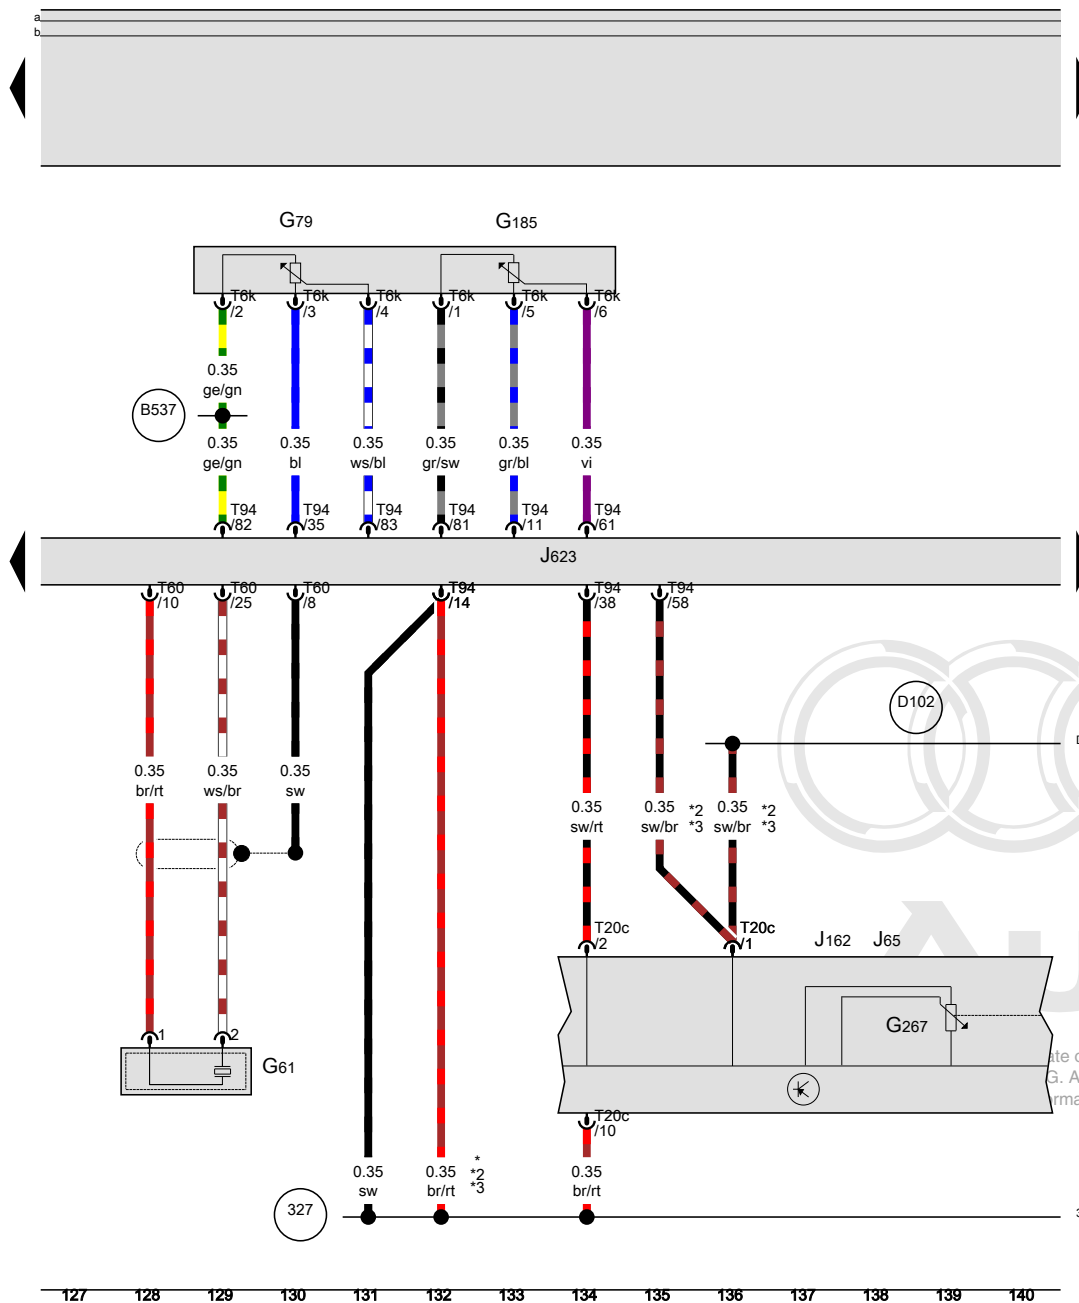 a
b
G79
G185
T6k T6k T6k T6k T6k T6k
/2 /3 /4 /1 /5 /6
0.35
ge/gn
B537
0.35 0.35 0.35 0.35 0.35 0.35
ge/gn bl ws/bl gr/sw gr/bl vi
T94 T94 T94 T94 T94 T94
/82 /35 /83 /81 /11 /61
J623
T60 T60 T60 T94 T94 T94
/10 /25 /8 /14 /38 /58
D102
0.35 0.35 0.35
br/rt ws/br sw
0.35 0.35 *2 0.35 *2
sw/rt sw/br *3 sw/br *3
T20c T20c
/2 /1
J162 J65
G267
1 2
G61
T20c
/10
*
0.35 0.35 *2 0.35
sw br/rt *3 br/rt
327
127 128 129 130 131 132 133 134 135 136 137 138 139 140